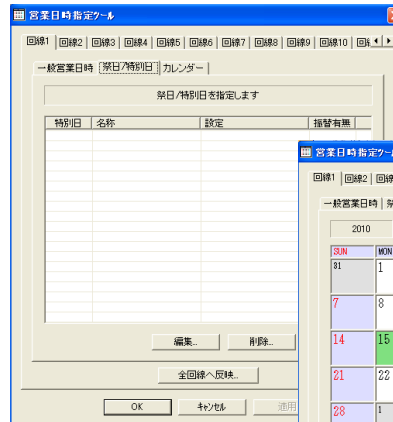 営業日時指定ツール
回線1 回線2 回線3 回線4 回線5 回線6 回線7 回線8 回線9 回線10
一般営業日時 祭日/特別日 カレンダー
祭日/特別日を指定します
特別日 名称 設定 振替有無
編集... 削除...
全回線へ反映...
OK キャンセル 適用
営業日時指定ツール
回線1 回線2
一般営業日時
2010
SUN MON
31 1
7 8
14 15
21 22
28 1